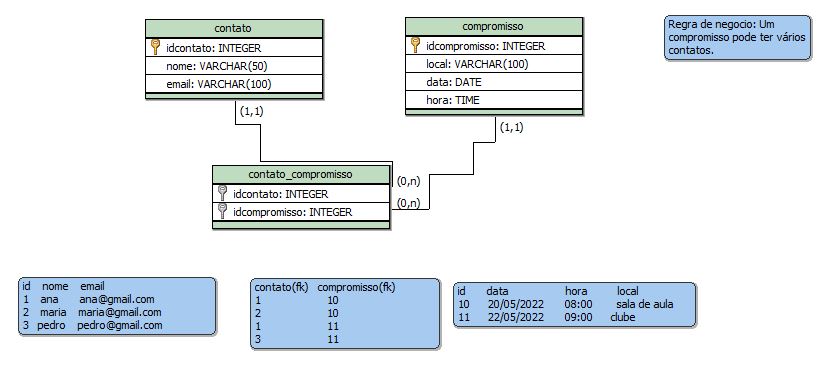 contato
idcontato: INTEGER
nome: VARCHAR(50)
email: VARCHAR(100)
(1,1)
compromisso
idcompromisso: INTEGER
local: VARCHAR(100)
data: DATE
hora: TIME
(1,1)
Regra de negocio: Um
compromisso pode ter vários
contatos.
contato_compromisso
idcontato: INTEGER
idcompromisso: INTEGER
(0,n)
(0,n)
id nome email
1 ana ana@gmail.com
2 maria maria@gmail.com
3 pedro pedro@gmail.com
contato(fk) compromisso(fk)
1 10
2 10
1 11
3 11
id data hora local
10 20/05/2022 08:00 sala de aula
11 22/05/2022 09:00 clube